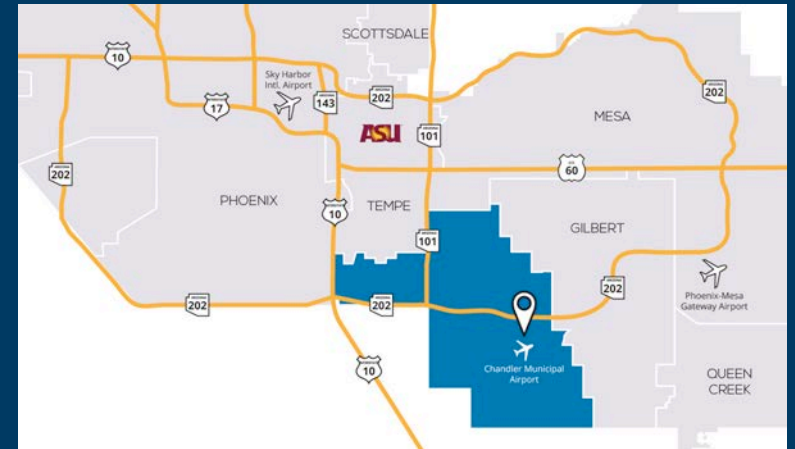 SCOTTSDALE
10
Sky Harbor
Intl. Airport
17
143
202
202
ASU
101
MESA
202
60
PHOENIX
10
TEMPE
101
GILBERT
202
202
202
Phoenix-Mesa
Gateway Airport
Chandler Municipal
Airport
10
QUEEN
CREEK